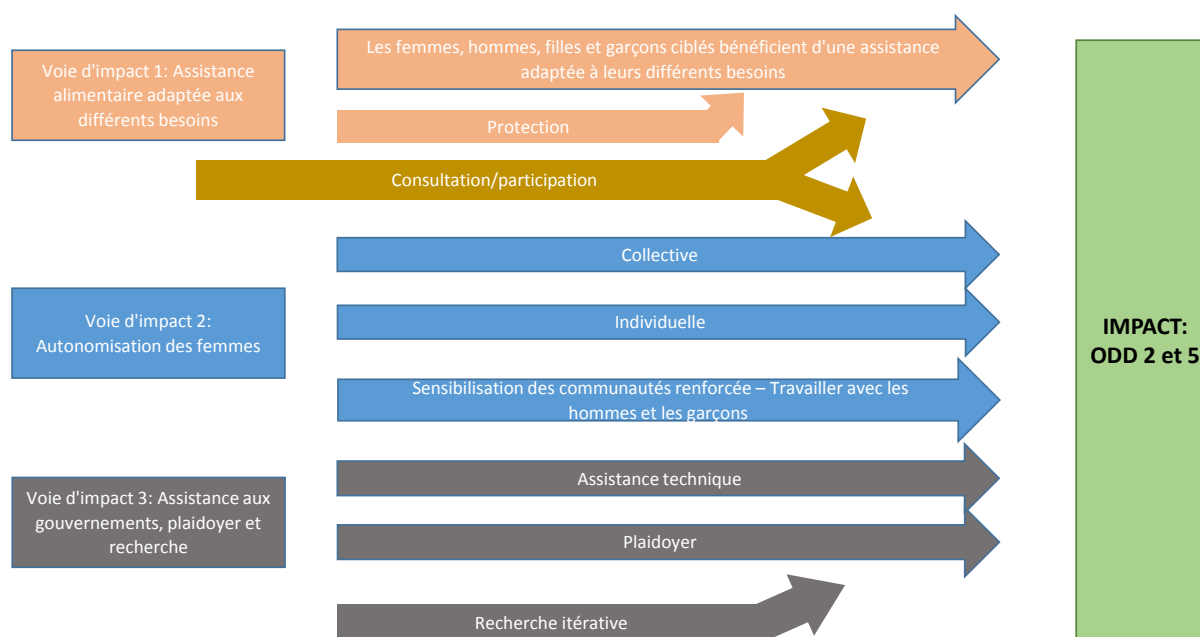 Les femmes, hommes, filles et garçons ciblés bénéficient d'une assistance
adaptée à leurs différents besoins
Voie d'impact 1: Assistance
alimentaire adaptée aux
différents besoins
Protection
Consultation/participation
Collective
Voie d'impact 2:
Autonomisation des femmes
Individuelle
Sensibilisation des communautés renforcée – Travailler avec les
hommes et les garçons
Voie d'impact 3: Assistance aux
gouvernements, plaidoyer et
recherche
Assistance technique
Plaidoyer
Recherche itérative
IMPACT:
ODD 2 et 5